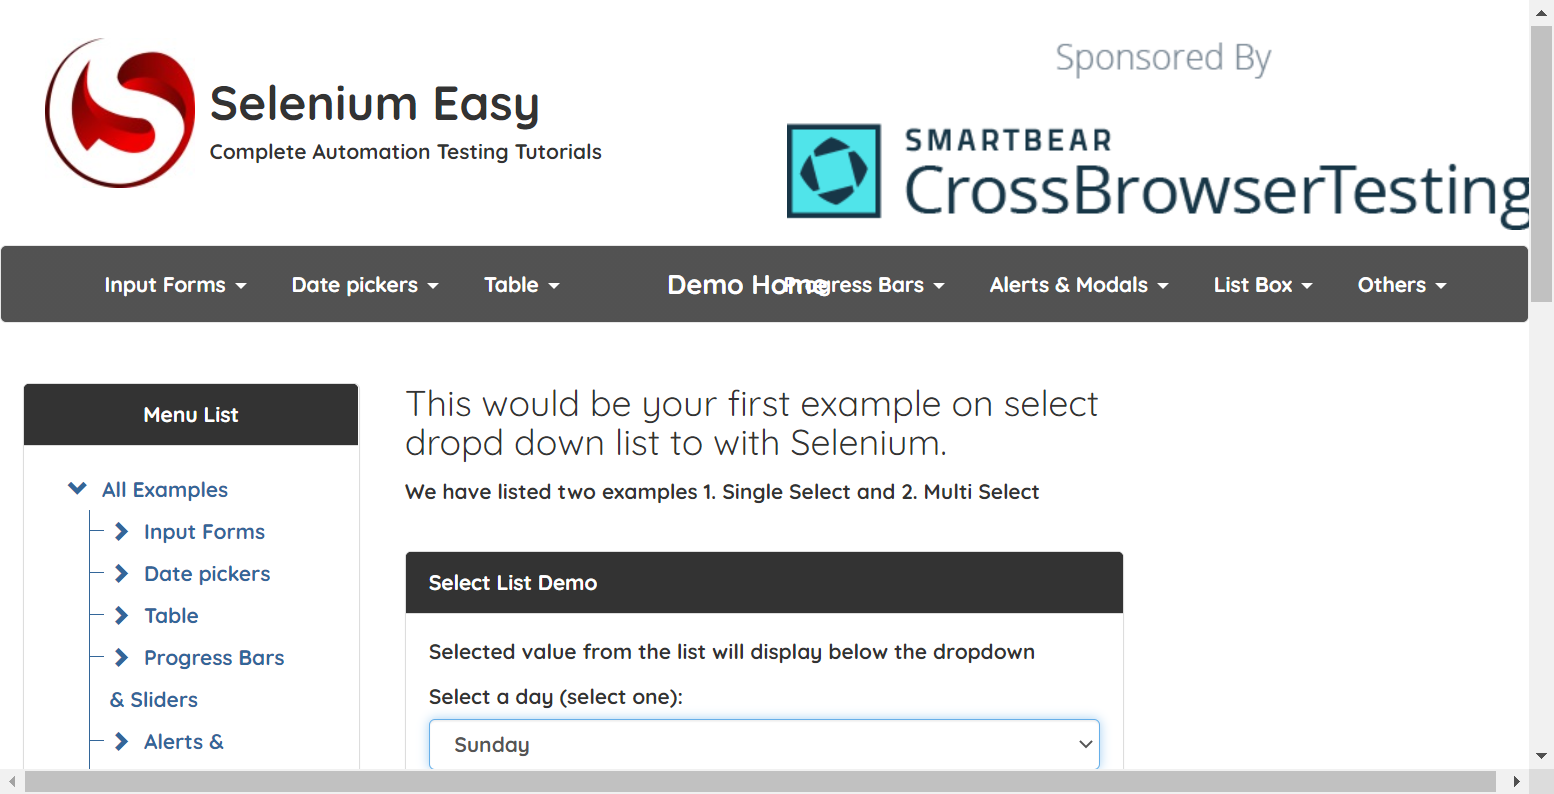 Selenium Easy
Complete Automation Testing Tutorials
Sponsored By
SMARTBEAR
CrossBrowserTesting
Input Forms
Date pickers
Table
Demo Home
Progress Bars
Alerts & Modals
List Box
Others
Menu List
All Examples
Input Forms
Date pickers
Table
Progress Bars
& Sliders
Alerts &
This would be your first example on select
dropd down list to with Selenium.
We have listed two examples 1. Single Select and 2. Multi Select
Select List Demo
Selected value from the list will display below the dropdown
Select a day (select one):
Sunday